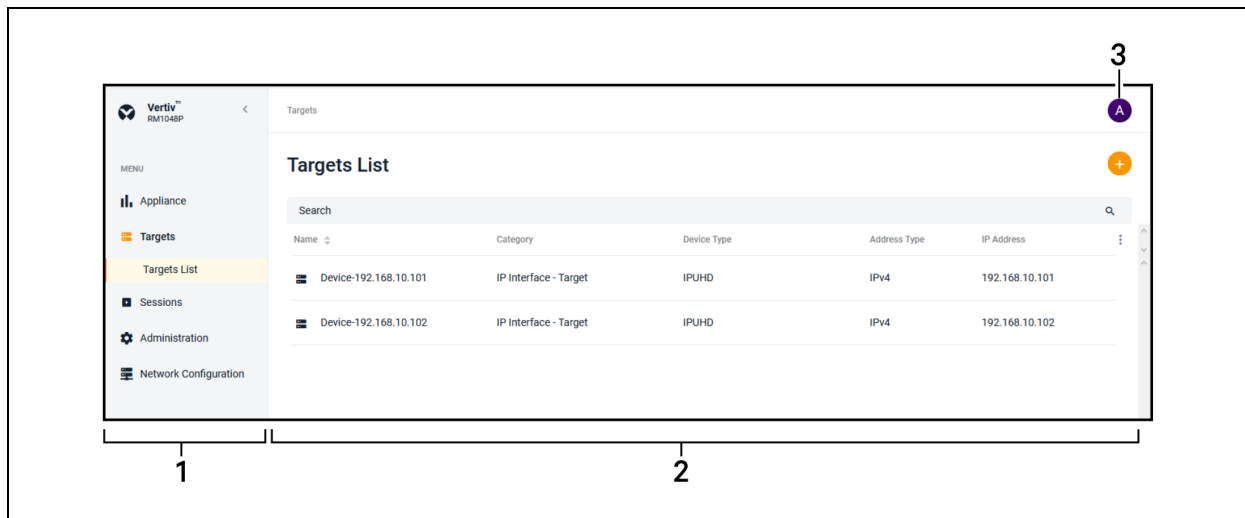 3
Vertiv™
RM1048P
Targets
A
MENU
Targets List
+
Appliance
Search
Targets
Name Category Device Type Address Type IP Address
Targets List
Device-192.168.10.101 IP Interface - Target IPUHD IPv4 192.168.10.101
Sessions
Device-192.168.10.102 IP Interface - Target IPUHD IPv4 192.168.10.102
Administration
Network Configuration
1
2